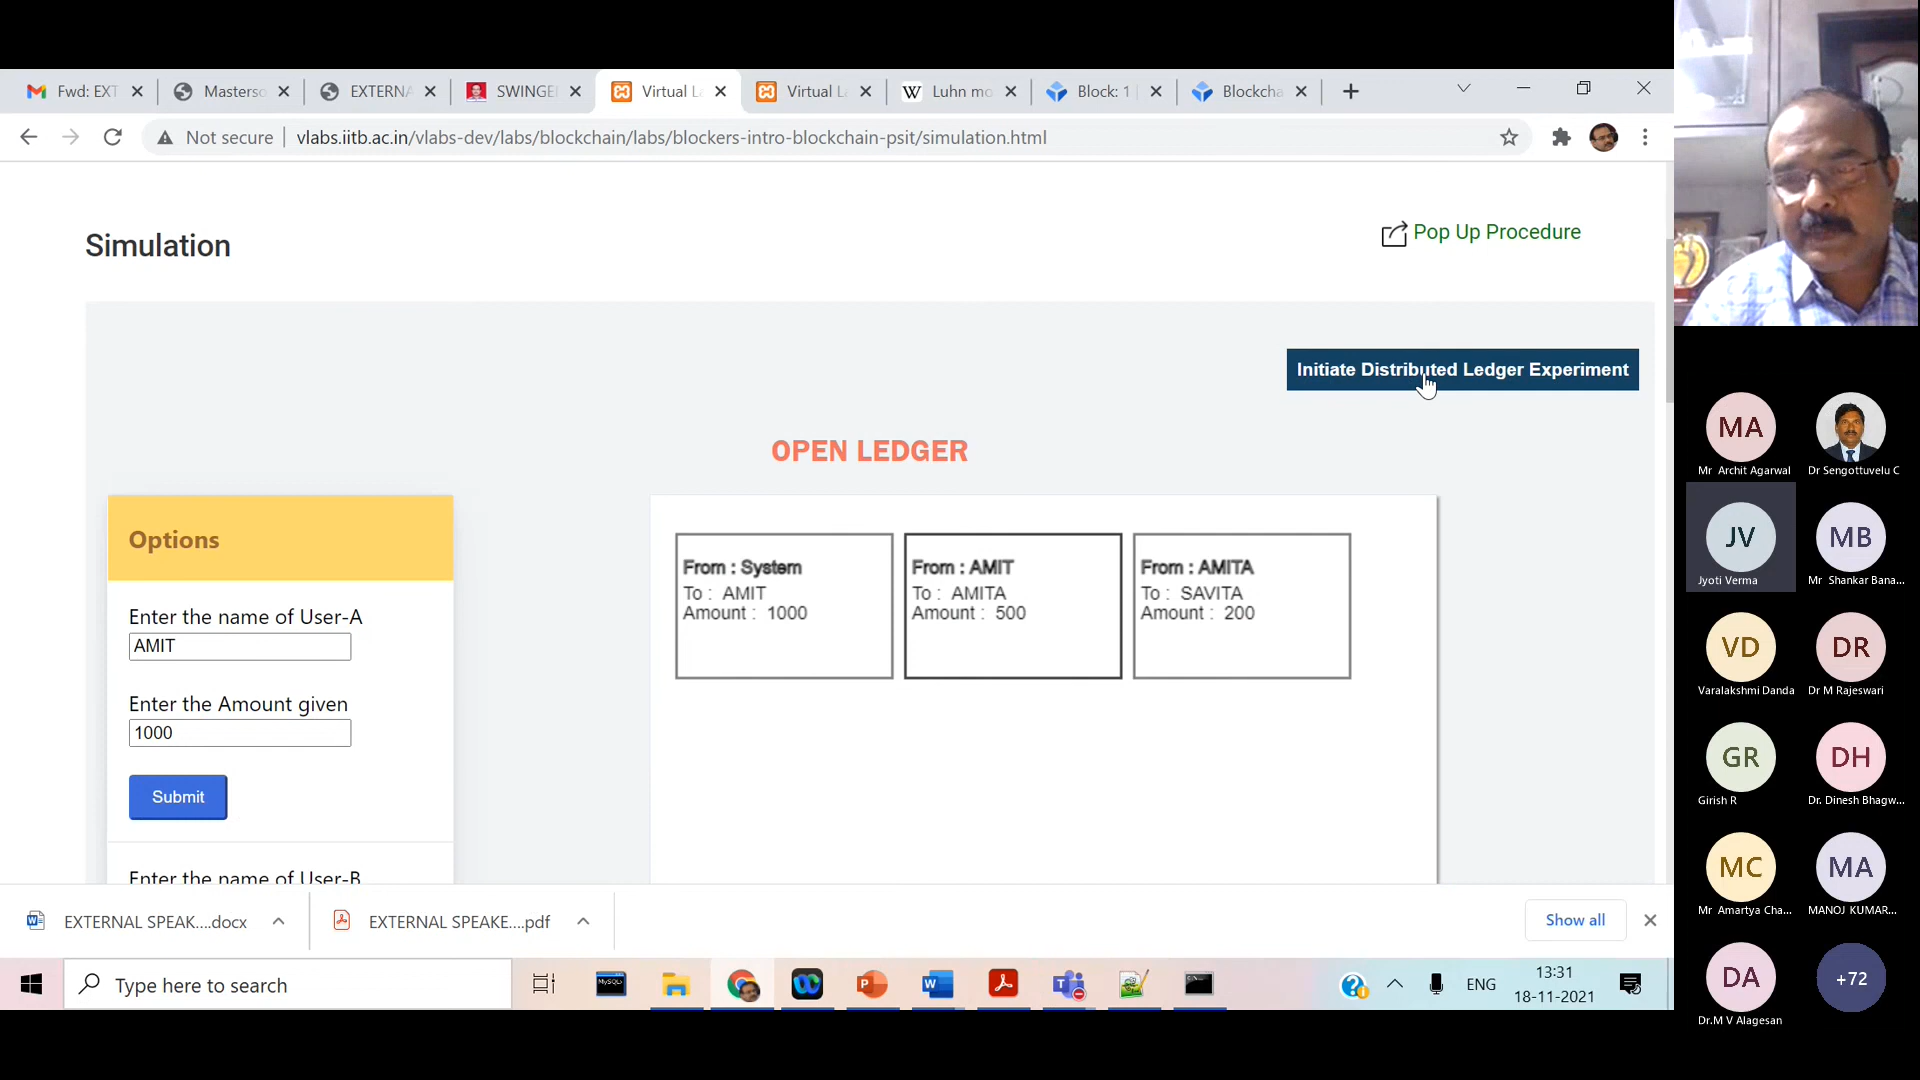 Fwd: EXT
Masterso
EXTERNA
SWINGE
Virtual La
Virtual La
Luhn mo
Block: 1
Blockcha
Not secure
vlabs.iitb.ac.in/vlabs-dev/labs/blockchain/labs/blockers-intro-blockchain-psit/simulation.html
Simulation
Pop Up Procedure
Initiate Distributed Ledger Experiment
OPEN LEDGER
Options
Enter the name of User-A
AMIT
Enter the Amount given
1000
Submit
Enter the name of User-B
From : System
To : AMIT
Amount : 1000
From : AMIT
To : AMITA
Amount : 500
From : AMITA
To : SAVITA
Amount : 200
EXTERNAL SPEAK....docx
EXTERNAL SPEAKE....pdf
Show all
Type here to search
MySQL
ENG
13:31
18-11-2021
MA
Mr Archit Agarwal
Dr Sengottuvelu C
JV
Jyoti Verma
MB
Mr Shankar Bana...
VD
Varalakshmi Danda
DR
Dr M Rajeswari
GR
Girish R
DH
Dr. Dinesh Bhagw...
MC
Mr Amartya Cha...
MA
MANOJ KUMAR...
DA
Dr.M V Alagesan
+72